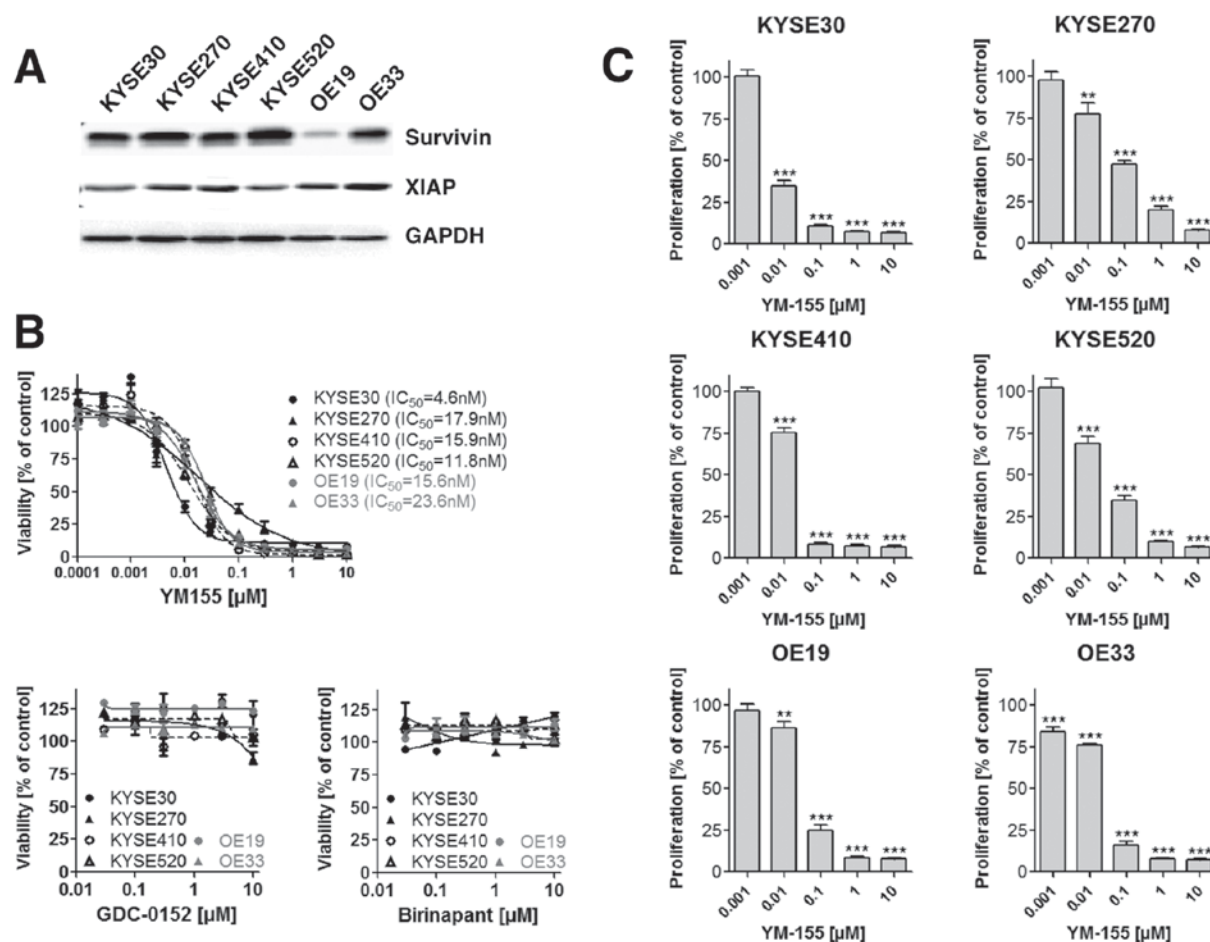 A
KYSE30 KYSE270 KYSE410 KYSE520 OE19 OE33
Survivin
XIAP
GAPDH
B
Viability [% of control]
125
100
75
50
25
0
0.0001 0.001 0.01 0.1 1 10
YM155 [µM]
KYSE30 (IC50=4.6nM)
KYSE270 (IC50=17.9nM)
KYSE410 (IC50=15.9nM)
KYSE520 (IC50=11.8nM)
OE19 (IC50=15.6nM)
OE33 (IC50=23.6nM)
Viability [% of control]
150
125
100
75
50
25
0
KYSE30
KYSE270
KYSE410 OE19
KYSE520 OE33
0.01 0.1 1 10
GDC-0152 [µM]
Viability [% of control]
150
125
100
75
50
25
0
KYSE30
KYSE270
KYSE410 OE19
KYSE520 OE33
0.01 0.1 1 10
Birinapant [µM]
C
KYSE30
Proliferation [% of control]
100
75
50
25
0
*** *** *** ***
0.001 0.01 0.1 1 10
YM-155 [µM]
KYSE270
Proliferation [% of control]
100
75
50
25
0
** *** *** ***
0.001 0.01 0.1 1 10
YM-155 [µM]
KYSE410
Proliferation [% of control]
100
75
50
25
0
*** *** *** ***
0.001 0.01 0.1 1 10
YM-155 [µM]
KYSE520
Proliferation [% of control]
100
75
50
25
0
*** *** *** ***
0.001 0.01 0.1 1 10
YM-155 [µM]
OE19
Proliferation [% of control]
100
75
50
25
0
** *** *** ***
0.001 0.01 0.1 1 10
YM-155 [µM]
OE33
Proliferation [% of control]
100
75
50
25
0
*** *** *** *** ***
0.001 0.01 0.1 1 10
YM-155 [µM]